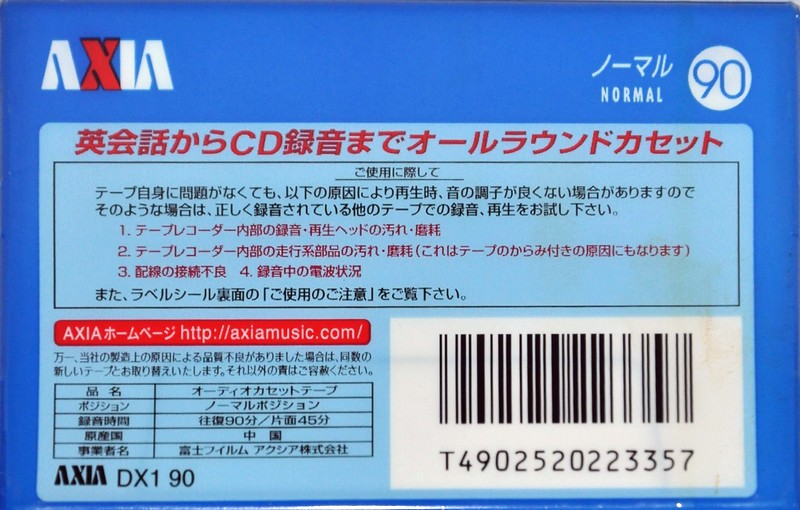 AXIA
ノーマル
NORMAL
90
英会話からCD録音までオールラウンドカセット
ご使用に際して
テープ自身に問題がなくても、以下の原因により再生時、音の調子が良くない場合がありますので
そのような場合は、正しく録音されている他のテープでの録音、再生をお試し下さい。
1. テープレコーダー内部の録音・再生ヘッドの汚れ・磨耗
2. テープレコーダー内部の走行系部品の汚れ・磨耗(これはテープのからみ付きの原因にもなります)
3. 配線の接続不良 4. 録音中の電波状況
また、ラベルシール裏面の「ご使用のご注意」をご覧下さい。
AXIAホームページ http://axiamusic.com/
万一、当社の製造上の原因による品質不良がありました場合は、同数の
新しいテープとお取り替えいたします。それ以外の責はご容赦ください。
品名 オーディオカセットテープ
ポジション ノーマルポジション
録音時間 往復90分/片面45分
原産国 中国
事業者名 富士フイルム アクシア株式会社
AXIA DX1 90
T4902520223357